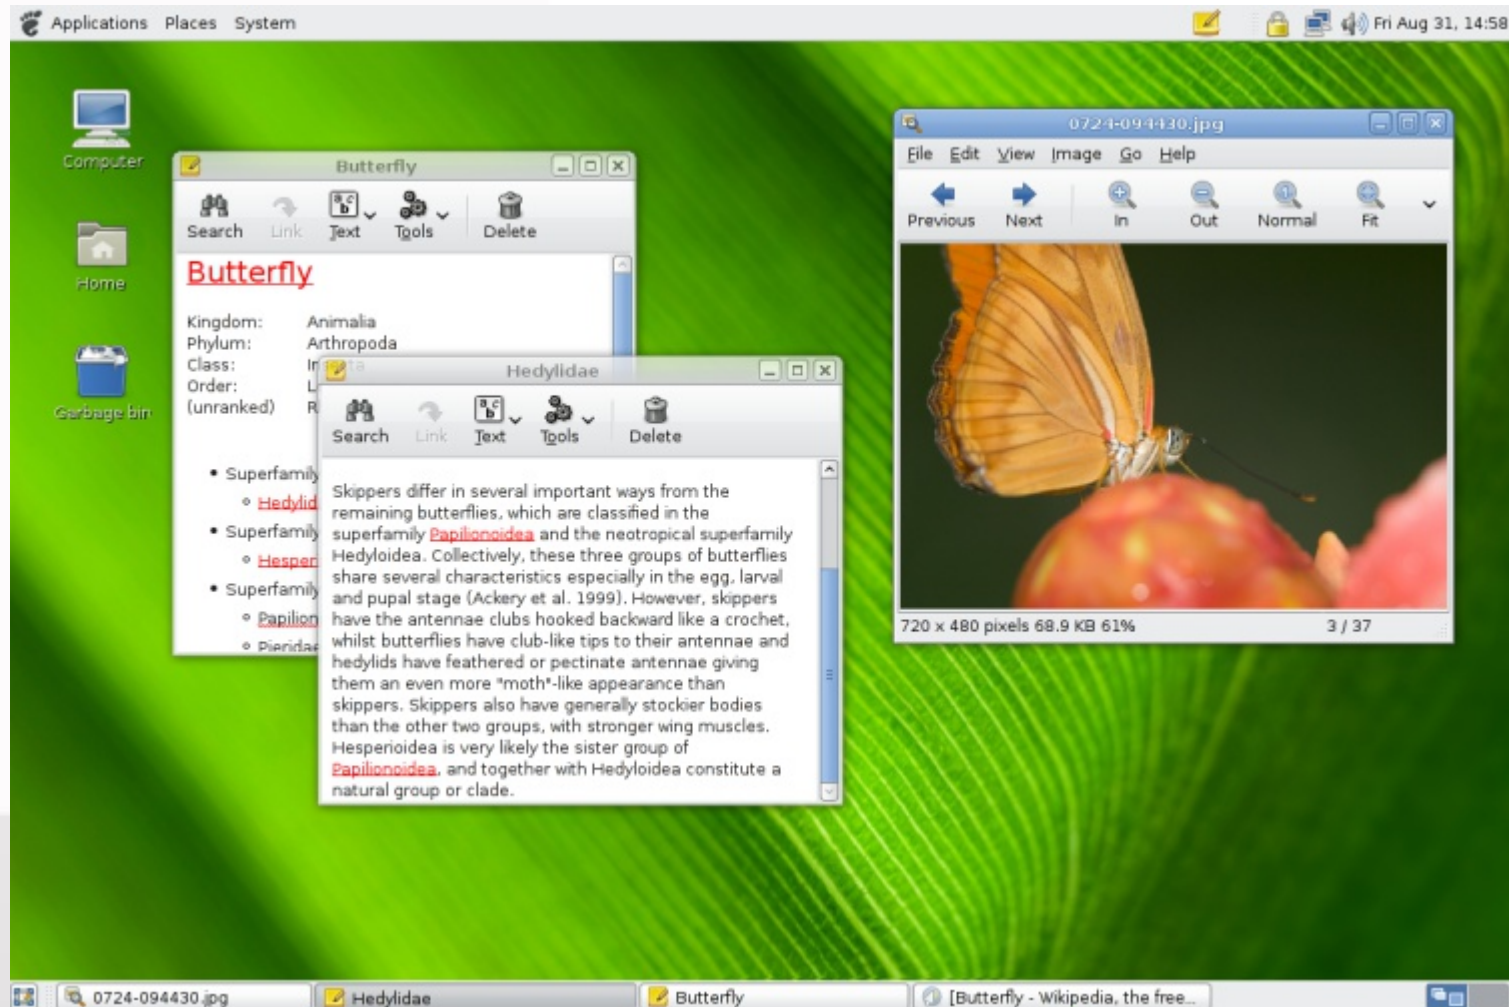 Applications Places System
Fri Aug 31, 14:58
Computer
Home
Garbage bin
Butterfly
Search Link Text Tools Delete
Butterfly
Kingdom: Animalia
Phylum: Arthropoda
Class:
Order:
(unranked)
Superfamily
Superfamily
Superfamily
Hedylidae
Search Link Text Tools Delete
Skippers differ in several important ways from the
remaining butterflies, which are classified in the
superfamily Papilionoidea and the neotropical superfamily
Hedyloidea. Collectively, these three groups of butterflies
share several characteristics especially in the egg, larval
and pupal stage (Ackery et al. 1999). However, skippers
have the antennae clubs hooked backward like a crochet,
whilst butterflies have club-like tips to their antennae and
hedylids have feathered or pectinate antennae giving
them an even more "moth"-like appearance than
skippers. Skippers also have generally stockier bodies
than the other two groups, with stronger wing muscles.
Hesperioidea is very likely the sister group of
Papilionoidea, and together with Hedyloidea constitute a
natural group or clade.
0724-094430.jpg
File Edit View Image Go Help
Previous Next In Out Normal Fit
720 x 480 pixels 68.9 KB 61% 3 / 37
0724-094430.jpg
Hedylidae
Butterfly
[Butterfly - Wikipedia, the free...